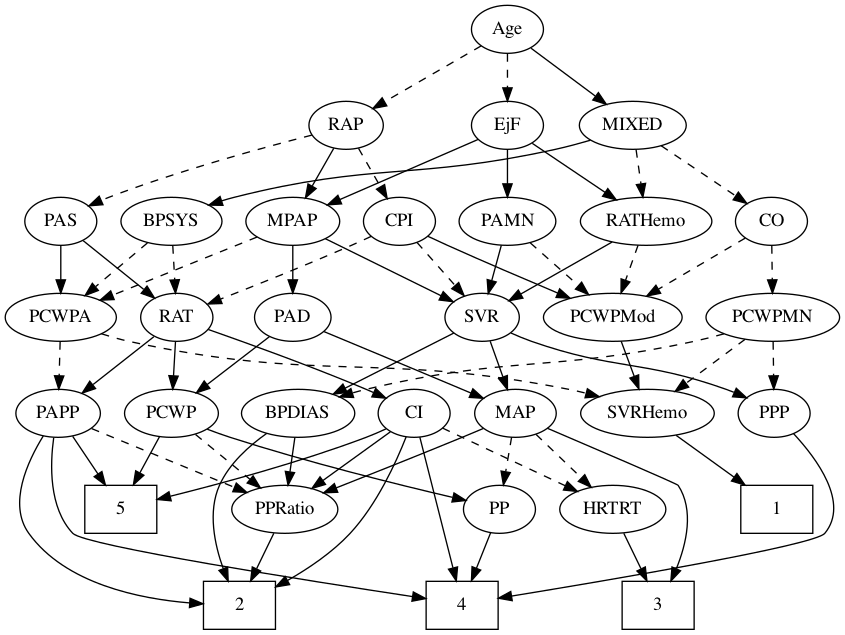 Age
RAP
EjF
MIXED
PAS
BPSYS
MPAP
CPI
PAMN
RATHemo
CO
PCWPA
RAT
PAD
SVR
PCWPMod
PCWPMN
PAPP
PCWP
BPDIAS
CI
MAP
SVRHemo
PPP
5
PPRatio
PP
HRTRT
1
2
4
3